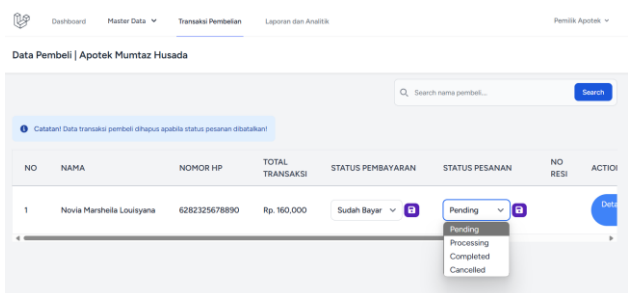 Dashboard Master Data Transaksi Pembelian Laporan dan Analitik Pemilik Apotek
Data Pembeli | Apotek Mumtaz Husada
Search nama pembeli... Search
Catatan! Data transaksi pembeli dihapus apabila status pesanan dibatalkan!
NO NAMA NOMOR HP TOTAL TRANSAKSI STATUS PEMBAYARAN STATUS PESANAN NO RESI ACTIO
1 Novia Marsheila Louisyana 6282325678890 Rp. 160,000 Sudah Bayar Pending Deta
Pending
Processing
Completed
Cancelled